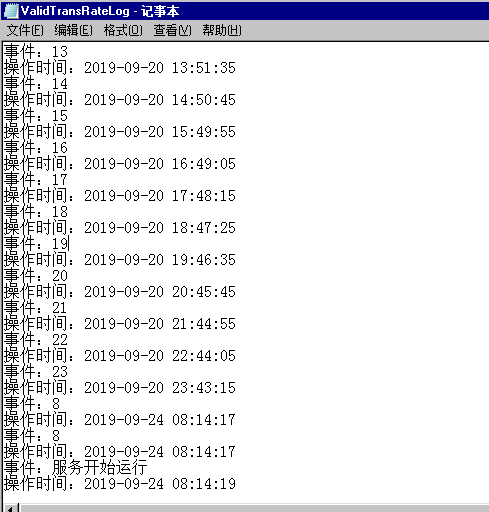 ValidTransRateLog - 记事本
文件(F) 编辑(E) 格式(O) 查看(V) 帮助(H)
事件：13
操作时间：2019-09-20 13:51:35
事件：14
操作时间：2019-09-20 14:50:45
事件：15
操作时间：2019-09-20 15:49:55
事件：16
操作时间：2019-09-20 16:49:05
事件：17
操作时间：2019-09-20 17:48:15
事件：18
操作时间：2019-09-20 18:47:25
事件：19
操作时间：2019-09-20 19:46:35
事件：20
操作时间：2019-09-20 20:45:45
事件：21
操作时间：2019-09-20 21:44:55
事件：22
操作时间：2019-09-20 22:44:05
事件：23
操作时间：2019-09-20 23:43:15
事件：8
操作时间：2019-09-24 08:14:17
事件：8
操作时间：2019-09-24 08:14:17
事件：服务开始运行
操作时间：2019-09-24 08:14:19